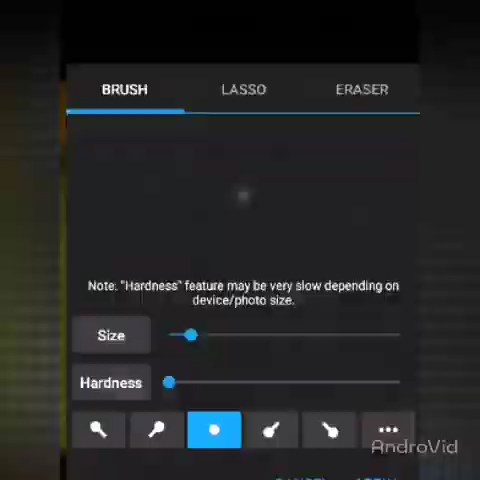 BRUSH LASSO ERASER
Note: "Hardness" feature may be very slow depending on
device/photo size.
Size
Hardness
AndroVid